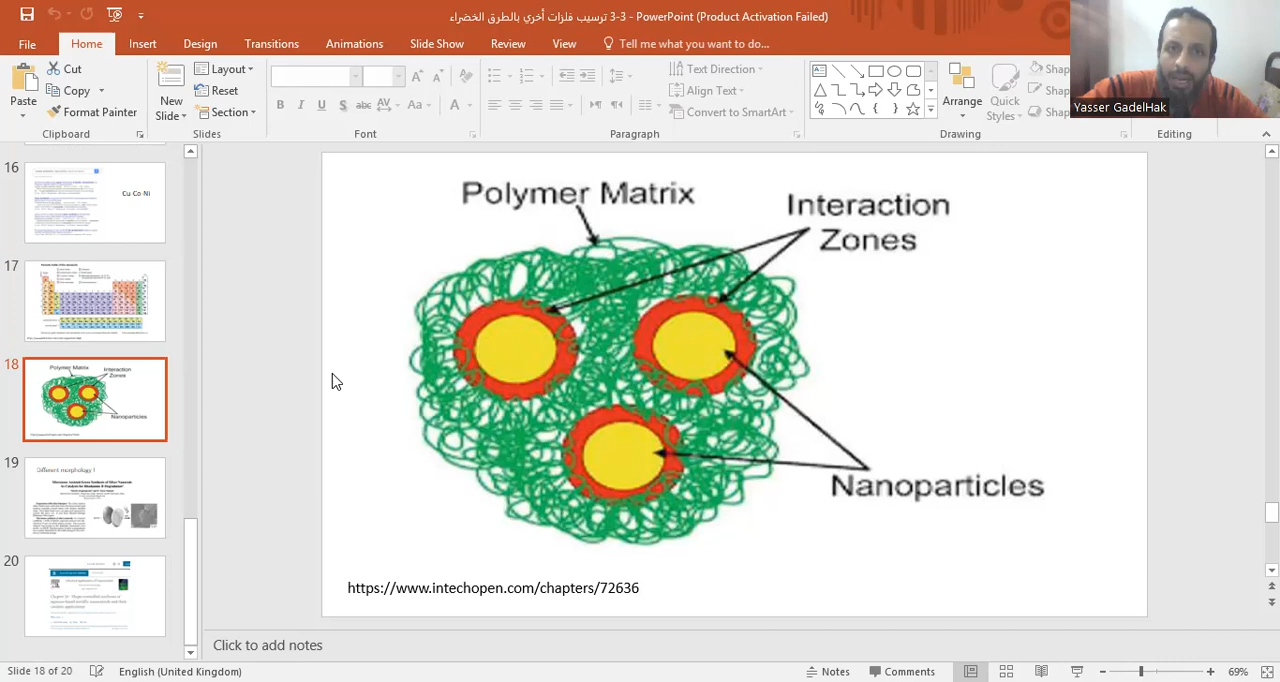 3-3 ترسيب فلزات أخري بالطرق الخضراء - PowerPoint (Product Activation Failed)
File Home Insert Design Transitions Animations Slide Show Review View Tell me what you want to do...
Paste
Cut
Copy
Format Painter
Clipboard
New Slide
Layout
Reset
Section
Slides
B I U S abc AV Aa A
Font
Text Direction
Align Text
Convert to SmartArt
Paragraph
Arrange
Quick Styles
Shap
Shap
Shap
Drawing
Editing
Yasser GadelHak
16
Cu Co Ni
17
18
Polymer Matrix
Interaction Zones
Nanoparticles
19
Different morphology !
20
Polymer Matrix
Interaction
Zones
Nanoparticles
https://www.intechopen.com/chapters/72636
Click to add notes
Slide 18 of 20 English (United Kingdom) Notes Comments 69%